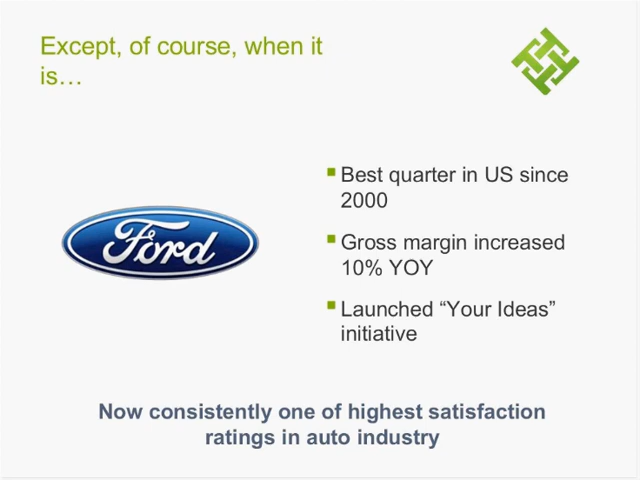 Except, of course, when it
is…
Ford
Best quarter in US since
2000
Gross margin increased
10% YOY
Launched “Your Ideas”
initiative
Now consistently one of highest satisfaction
ratings in auto industry